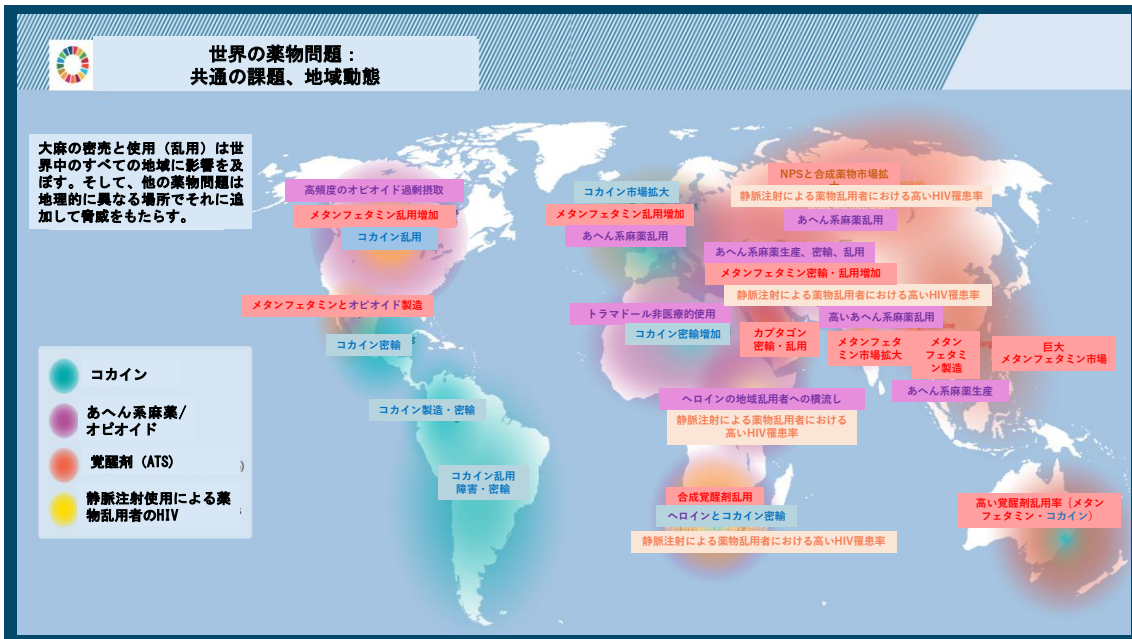 世界の薬物問題：
共通の課題、地域動態
大麻の密売と使用（乱用）は世
界中のすべての地域に影響を及
ぼす。そして、他の薬物問題は
地理的に異なる場所でそれに追
加して脅威をもたらす。
高頻度のオピオイド過剰摂取
メタンフェタミン乱用増加
コカイン乱用
メタンフェタミンとオピオイド製造
コカイン密輸
コカイン製造・密輸
コカイン乱用
障害・密輸
コカイン市場拡大
メタンフェタミン乱用増加
あへん系麻薬乱用
NPSと合成薬物市場拡
大
静脈注射による薬物乱用者における高いHIV罹患率
あへん系麻薬乱用
あへん系麻薬生産、密輸、乱用
メタンフェタミン密輸・乱用増加
静脈注射による薬物乱用者における高いHIV罹患率
トラマドール非医療的使用
コカイン密輸増加
カプタゴン
密輸・乱用
高いあへん系麻薬乱用
メタンフェタ
ミン市場拡大
メタン
フェタミ
ン製造
巨大
メタンフェタミン市場
あへん系麻薬生産
ヘロインの地域乱用者への横流し
静脈注射による薬物乱用者における
高いHIV罹患率
合成覚醒剤乱用
ヘロインとコカイン密輸
静脈注射による薬物乱用者における高いHIV罹患率
高い覚醒剤乱用率（メタン
フェタミン・コカイン）
コカイン
あへん系麻薬/
オピオイド
覚醒剤（ATS）
静脈注射使用による薬
物乱用者のHIV